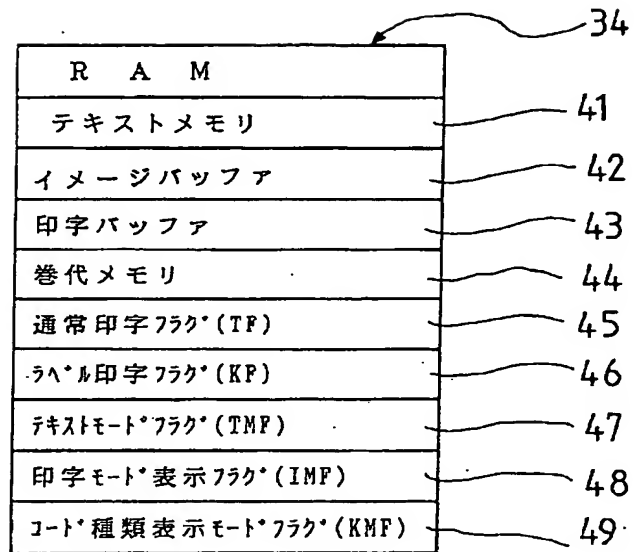 34
R A M
テキストメモリ 41
イメージバッファ 42
印字バッファ 43
巻代メモリ 44
通常印字ﾌﾗｸﾞ(TF) 45
ﾗﾍﾞﾙ印字ﾌﾗｸﾞ(KF) 46
ﾃｷｽﾄﾓｰﾄﾞﾌﾗｸﾞ(TMF) 47
印字ﾓｰﾄﾞ表示ﾌﾗｸﾞ(IMF) 48
ｺｰﾄﾞ種類表示ﾓｰﾄﾞﾌﾗｸﾞ(KMF) 49